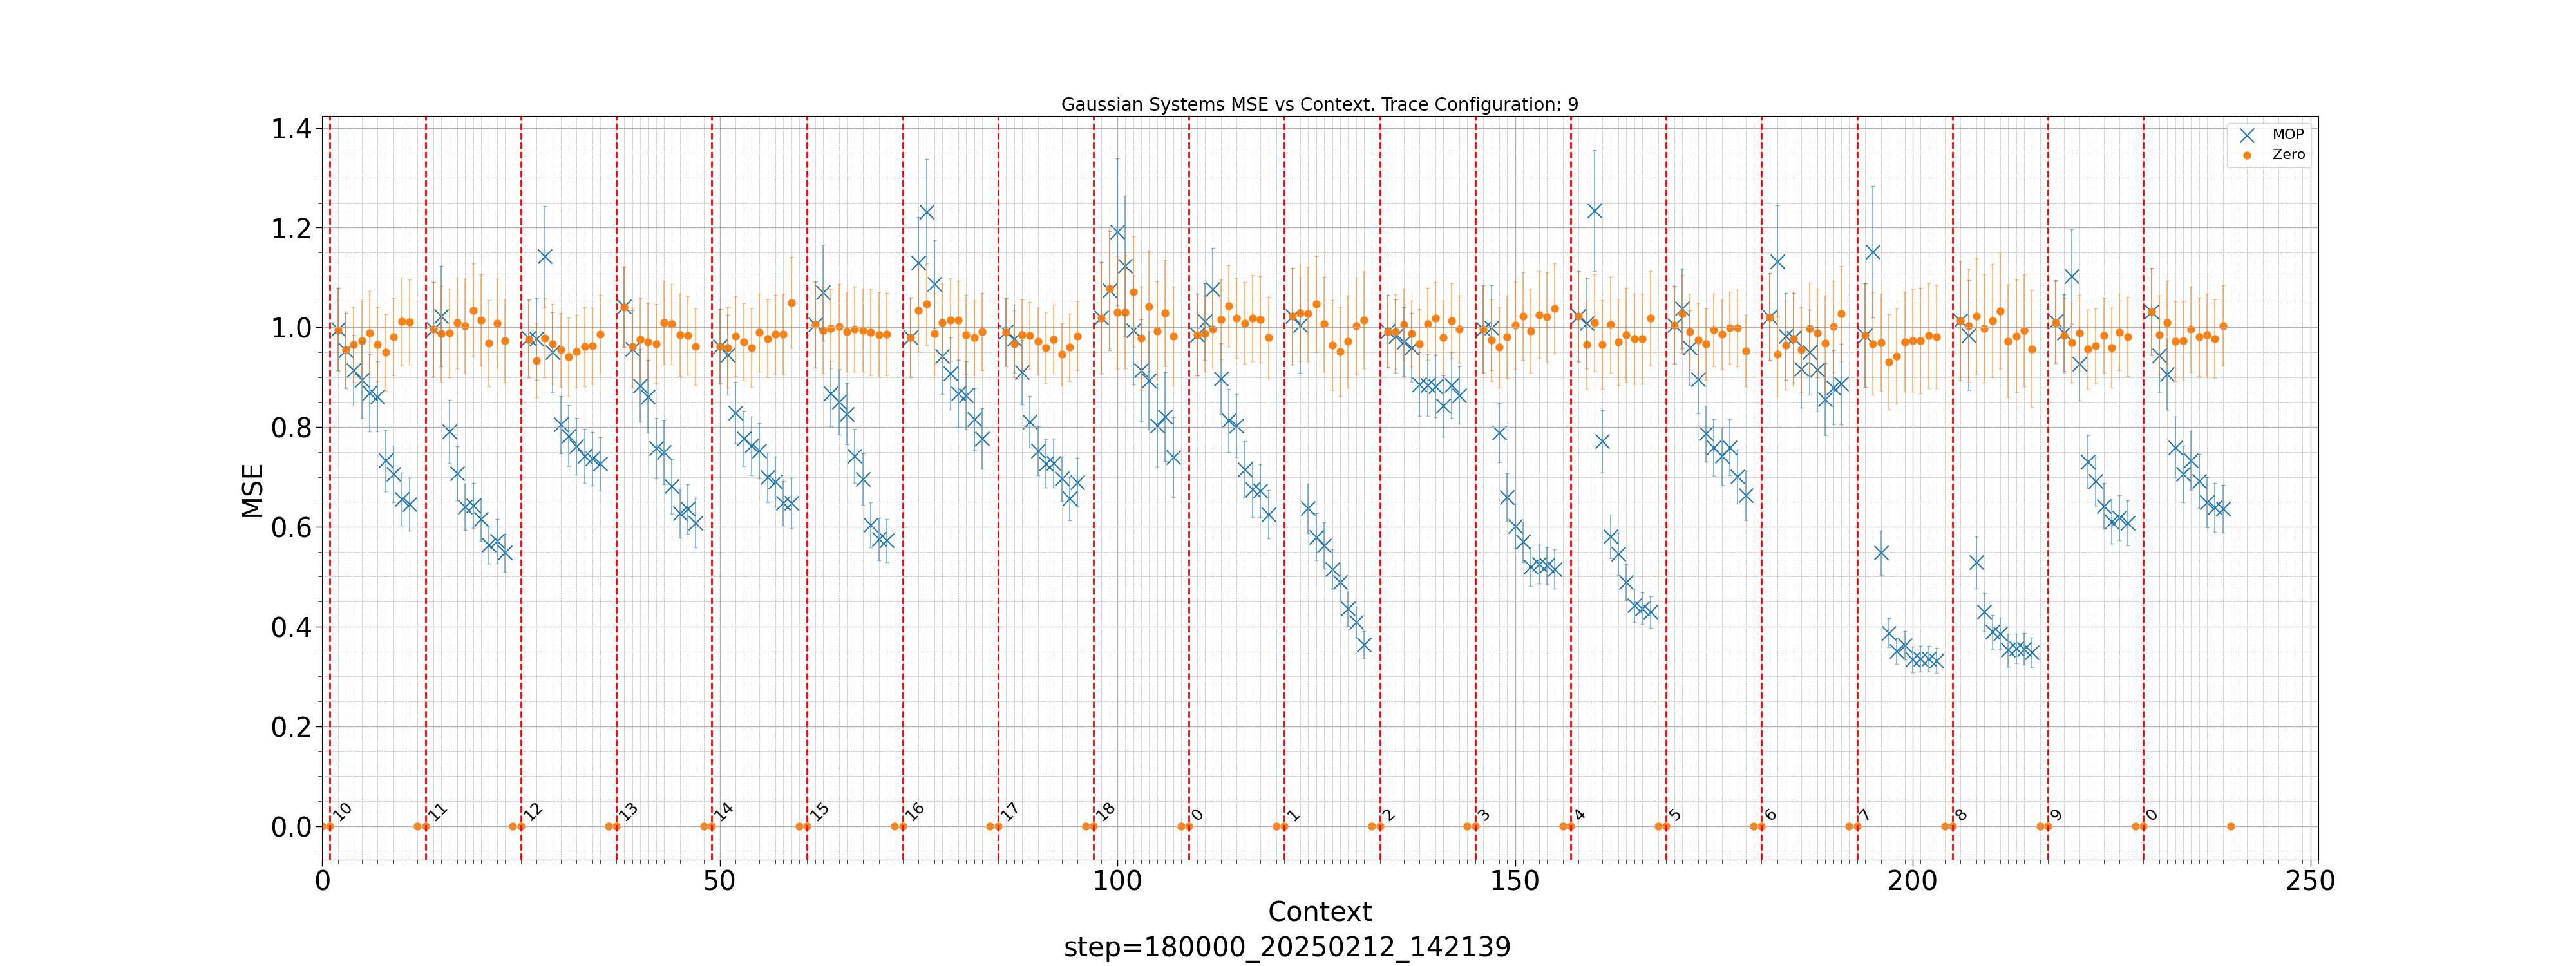 Gaussian Systems MSE vs Context. Trace Configuration: 9
MOP
Zero
1.4
1.2
1.0
0.8
0.6
0.4
0.2
0.0
MSE
10 11 12 13 14 15 16 17 18 0 1 2 3 4 5 6 7 8 9 0
0 50 100 150 200 250
Context
step=180000_20250212_142139